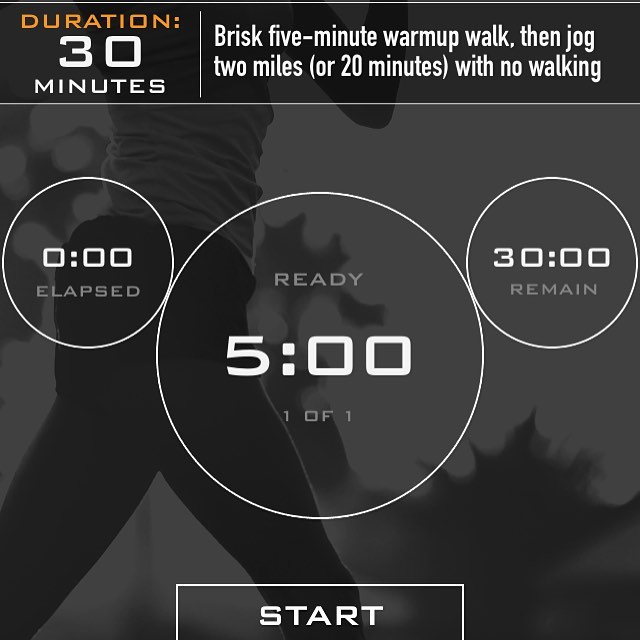 DURATION:
30
MINUTES
Brisk five-minute warmup walk, then jog
two miles (or 20 minutes) with no walking
0:00
ELAPSED
READY
5:00
1 OF 1
30:00
REMAIN
START